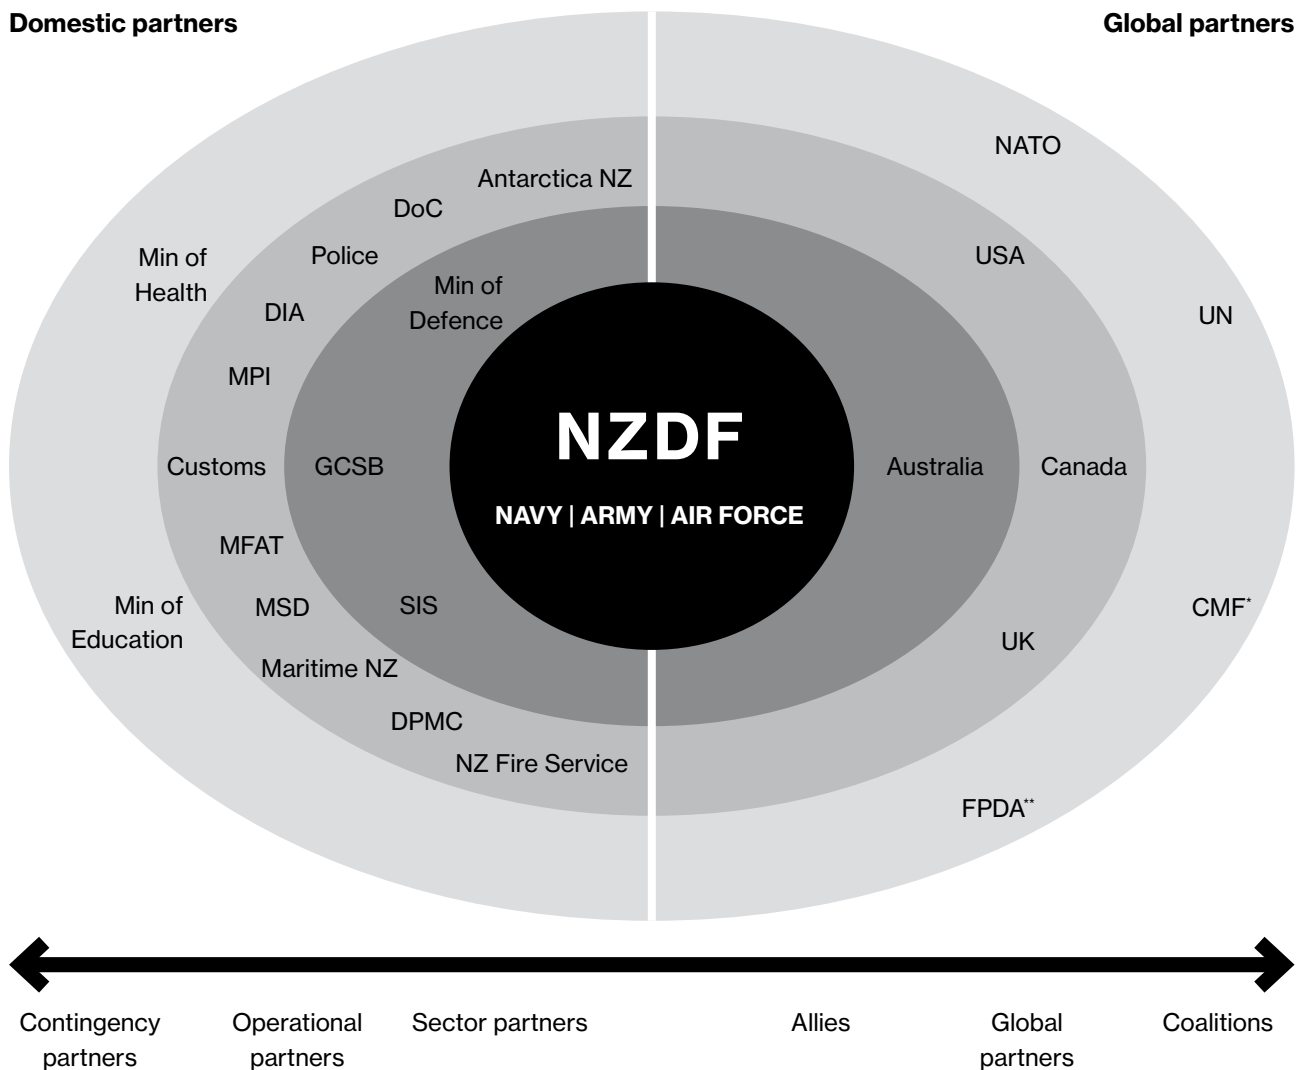 Domestic partners
Global partners
NATO
Antarctica NZ
DoC
Police
USA
Min of
Health
Min of
Defence
DIA
UN
MPI
NZDF
NAVY | ARMY | AIR FORCE
Customs
GCSB
Australia
Canada
MFAT
Min of
Education
MSD
SIS
CMF*
UK
Maritime NZ
DPMC
NZ Fire Service
FPDA**
Contingency
partners
Operational
partners
Sector partners
Allies
Global
partners
Coalitions